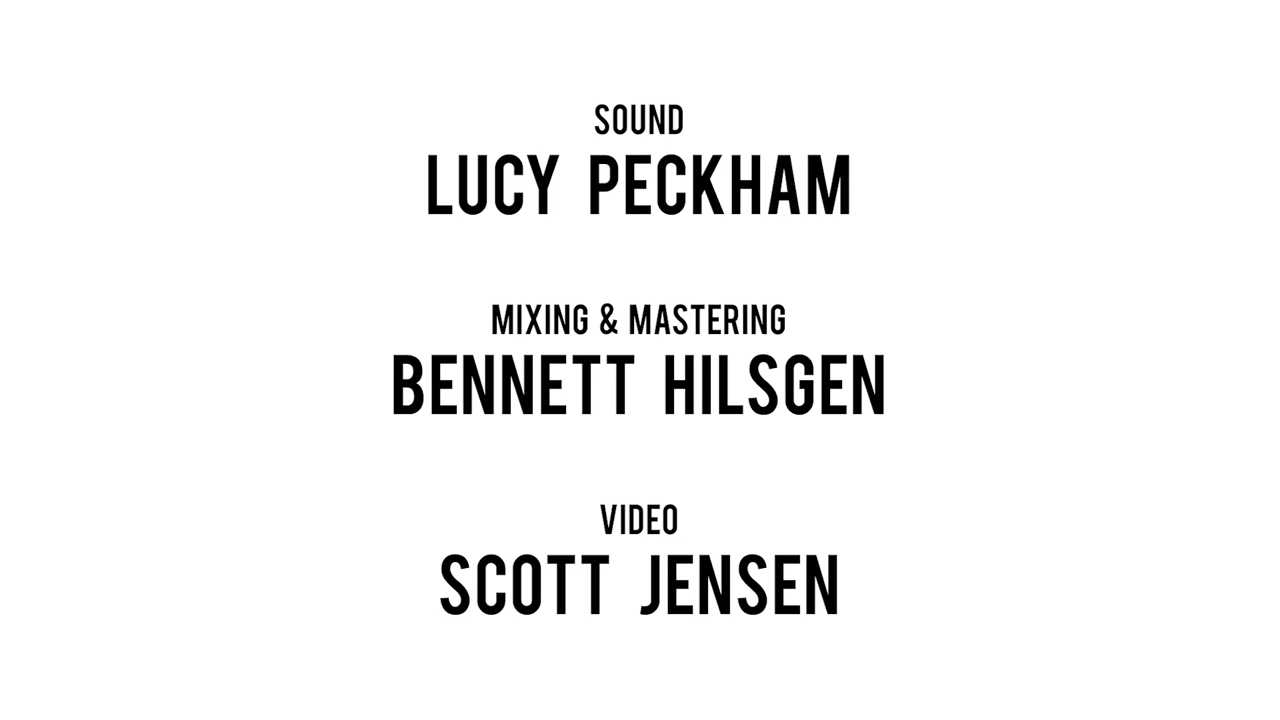 SOUND
LUCY PECKHAM
MIXING & MASTERING
BENNETT HILSGEN
VIDEO
SCOTT JENSEN